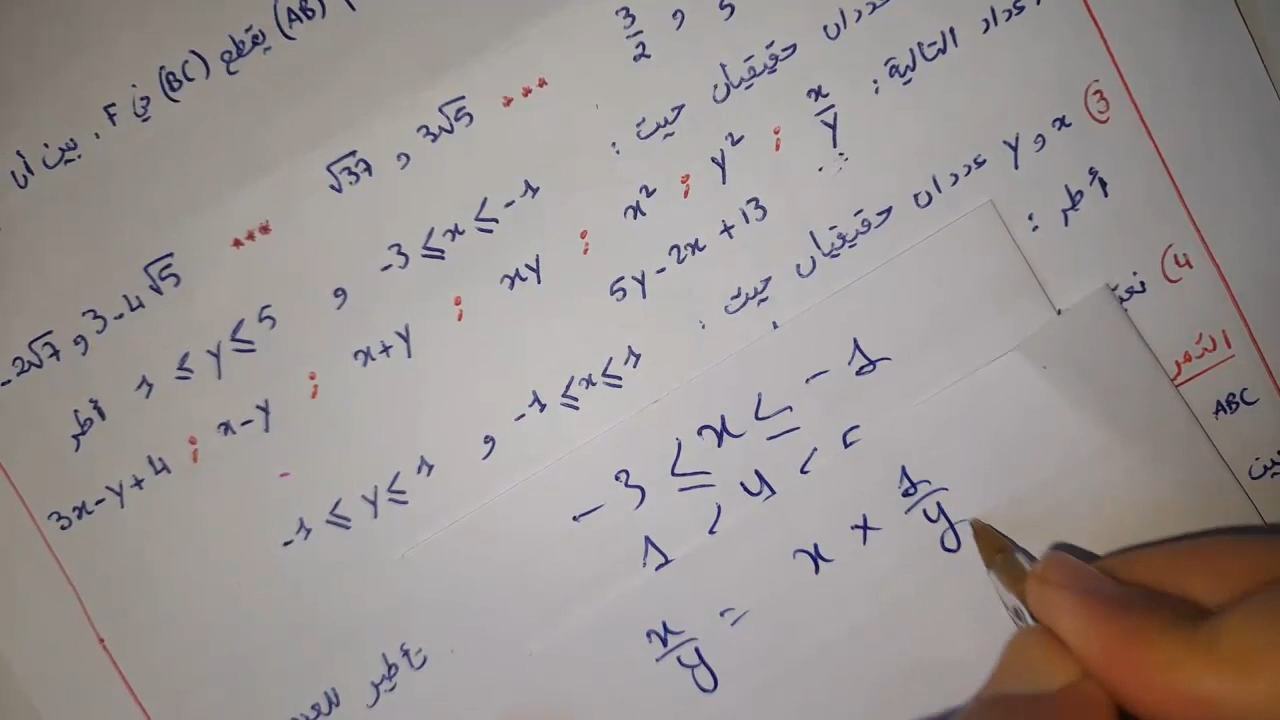 يقطع (BC) في F . بين أن (AB)
3/2 , 5
-2√7 , 3-4√5 *** √37 , 3√5 ***
عددان حقيقيان حيث :
-3 ≤ x ≤ -1 , 1 ≤ y ≤ 5 أطر
الأعداد التالية :
x/y ; y² ; x² ; xy ; x+y ; x-y ; 3x-y+4
5y-2x+13
3) x و y عددان حقيقيان حيث :
-1 ≤ x ≤ 1 , -1 ≤ y ≤ 1
أطر :
4)
ABC
-3 ≤ x ≤ -1
1 < y < 5
x/y = x × 1/y
تأطير